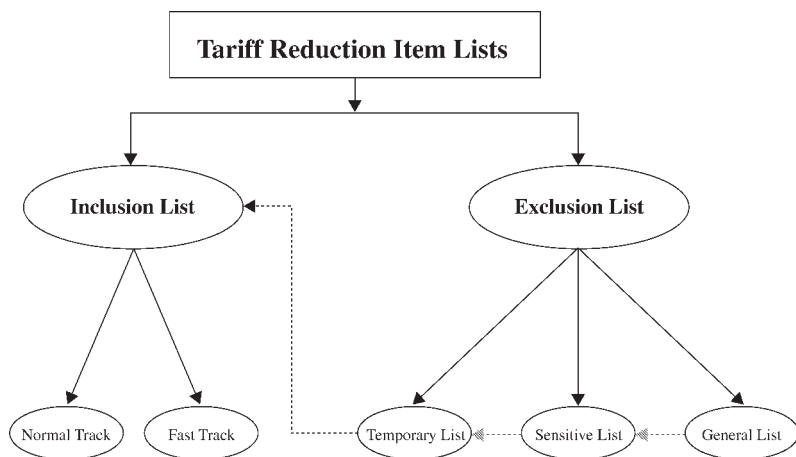 Tariff Reduction Item Lists
Inclusion List
Exclusion List
Normal Track
Fast Track
Temporary List
Sensitive List
General List